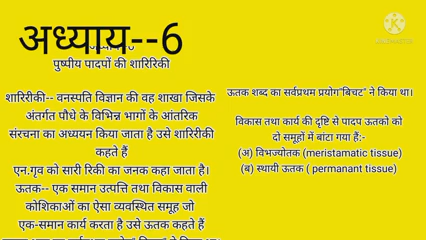 अध्याय--6
पुष्पीय पादपों की शारिरिकी
शारिरीकी-- वनस्पति विज्ञान की वह शाखा जिसके
अंतर्गत पौधे के विभिन्न भागों के आंतरिक
संरचना का अध्ययन किया जाता है उसे शारिरीकी
कहते हैं
एन.गृव को सारी रिकी का जनक कहा जाता है।
ऊतक-- एक समान उत्पत्ति तथा विकास वाली
कोशिकाओं का ऐसा व्यवस्थित समूह जो
एक-समान कार्य करता है उसे ऊतक कहते हैं
ऊतक शब्द का सर्वप्रथम प्रयोग"बिचट" ने किया था।
विकास तथा कार्य की दृष्टि से पादप ऊतको को
दो समूहों में बांटा गया हैं:-
(अ) विभज्योतक (meristamatic tissue)
(ब) स्थायी ऊतक ( permanant tissue)